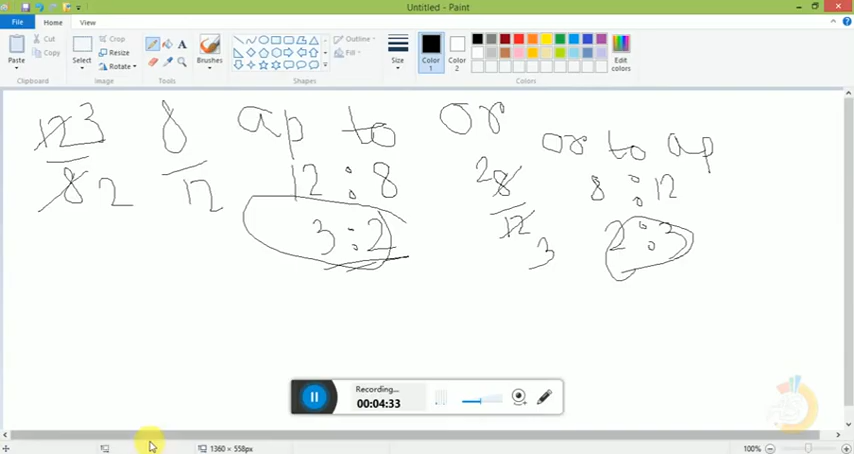 Untitled - Paint
File
Home
View
Paste
Cut
Copy
Clipboard
Select
Crop
Resize
Rotate
Image
A
Tools
Brushes
Shapes
Outline
Fill
Size
Color 1
Color 2
Colors
Edit colors
12 3
8 2
8
12
ap to or
12 : 8
3 : 2
2 8
12
3
or to ap
8 : 12
2 : 3
Recording...
00:04:33
1360 × 558px
100%